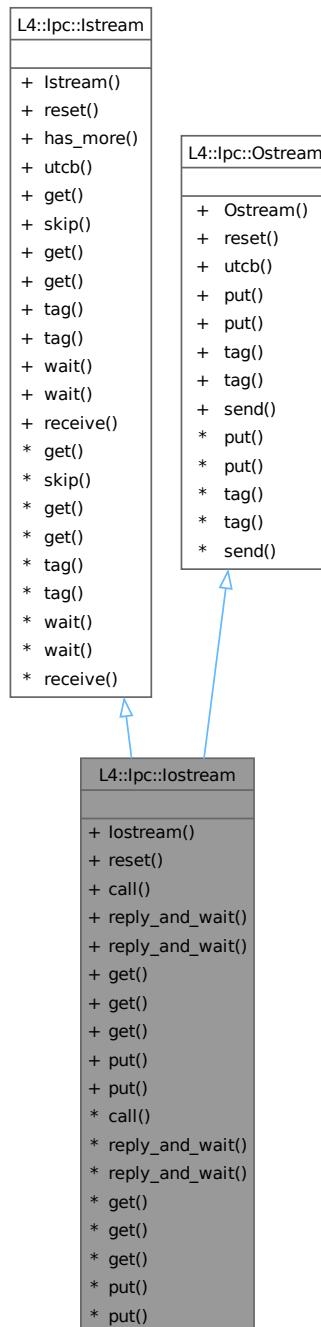 L4::Ipc::Istream
+ Istream()
+ reset()
+ has_more()
+ utcb()
+ get()
+ skip()
+ get()
+ get()
+ tag()
+ tag()
+ wait()
+ wait()
+ receive()
* get()
* skip()
* get()
* get()
* tag()
* tag()
* wait()
* wait()
* receive()
L4::Ipc::Ostream
+ Ostream()
+ reset()
+ utcb()
+ put()
+ put()
+ tag()
+ tag()
+ send()
* put()
* put()
* tag()
* tag()
* send()
L4::Ipc::Iostream
+ Iostream()
+ reset()
+ call()
+ reply_and_wait()
+ reply_and_wait()
+ get()
+ get()
+ get()
+ put()
+ put()
* call()
* reply_and_wait()
* reply_and_wait()
* get()
* get()
* get()
* put()
* put()